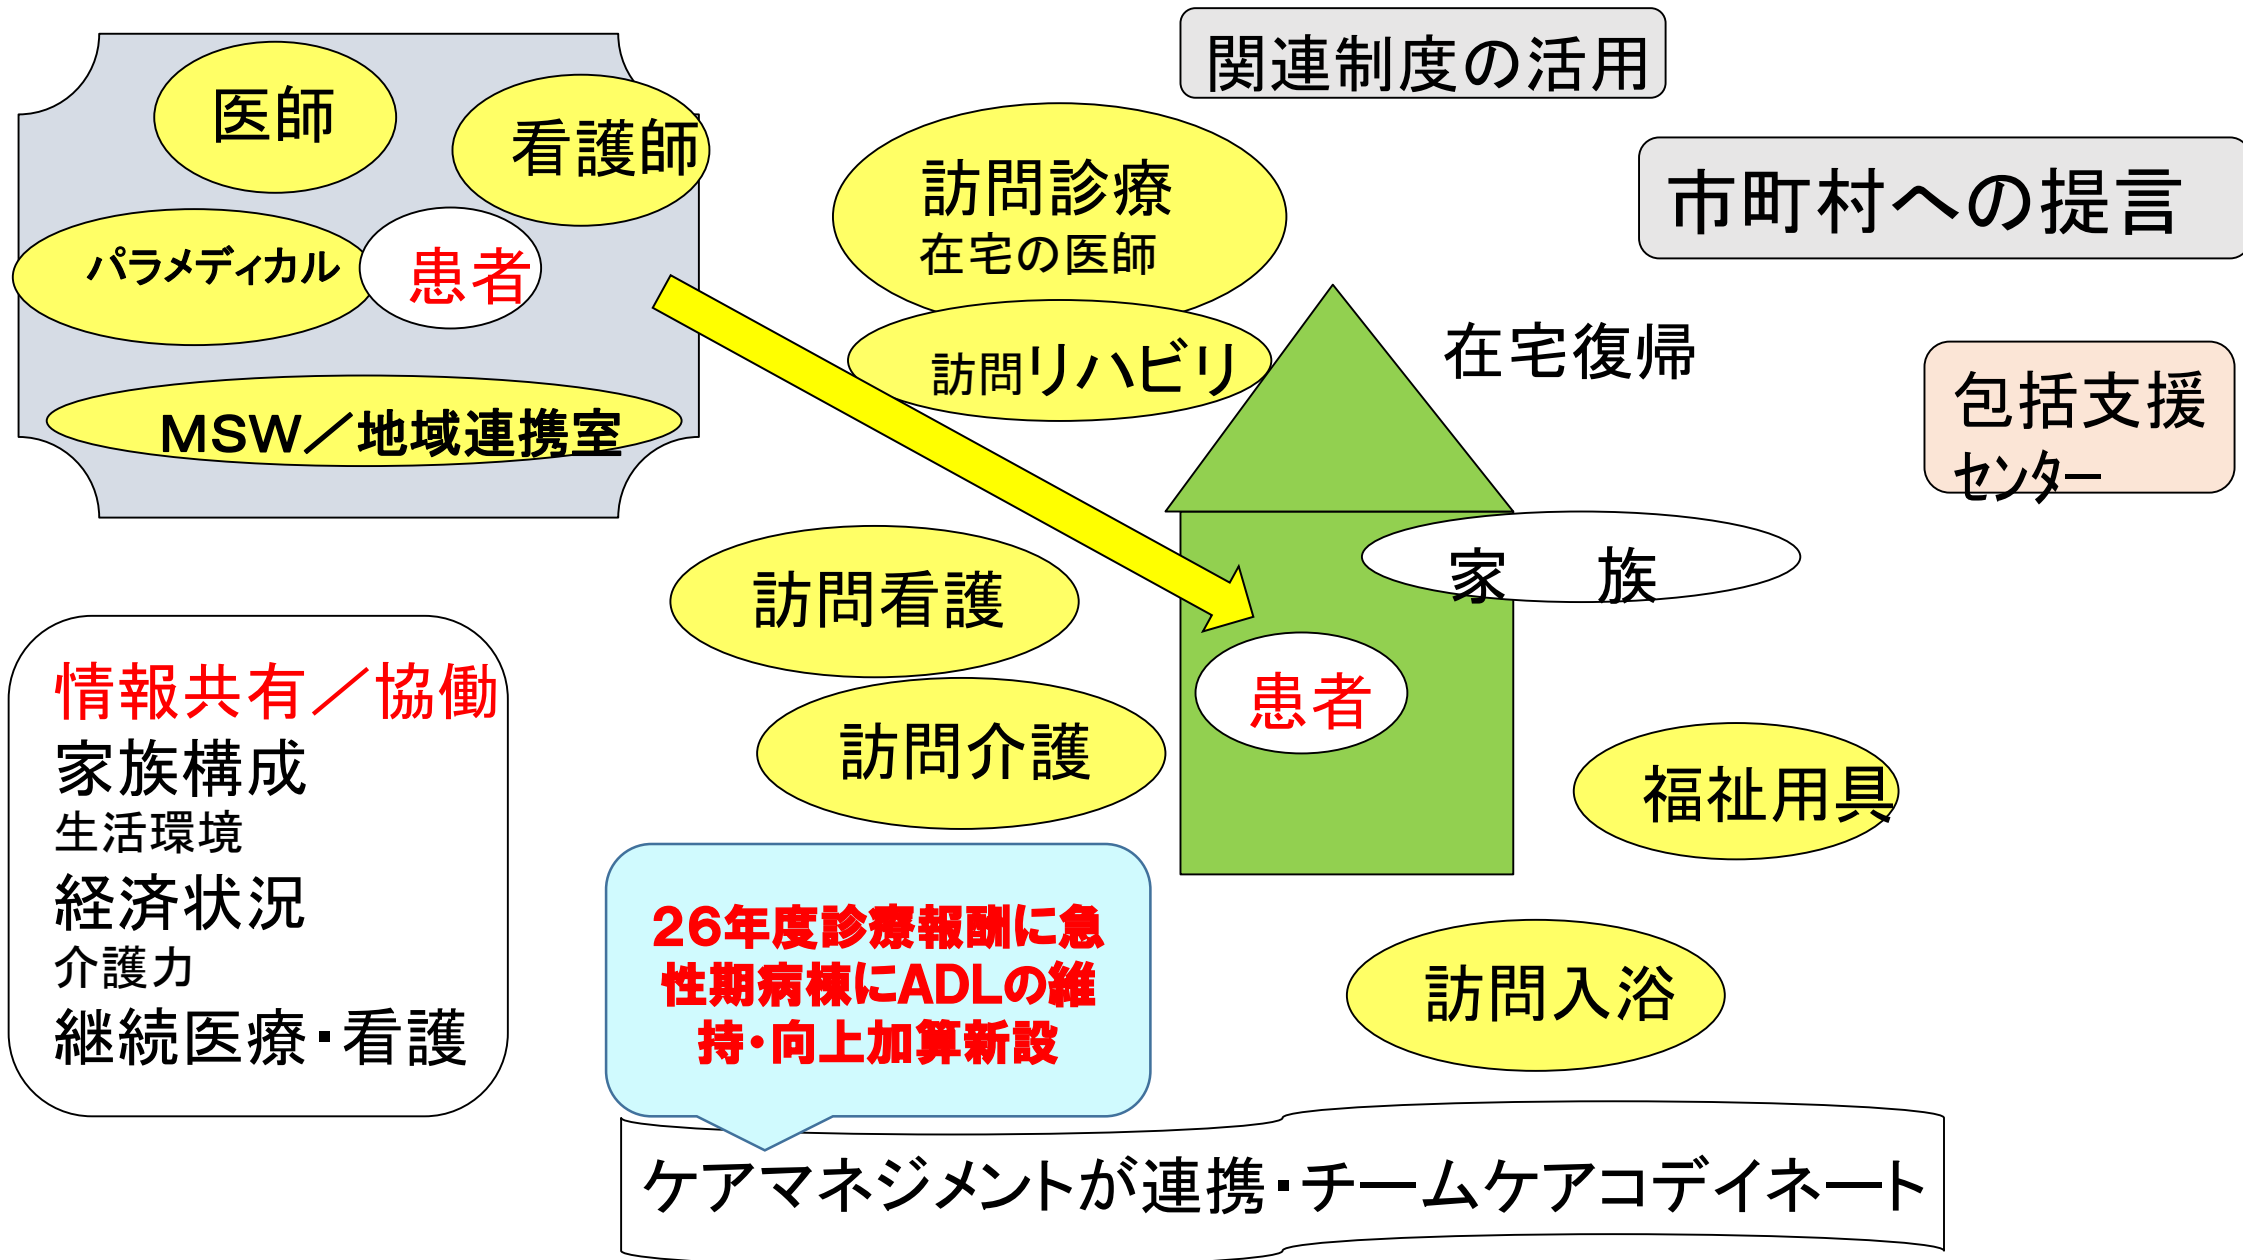 関連制度の活用
医師
看護師
市町村への提言
訪問診療
在宅の医師
パラメディカル
患者
訪問リハビリ
在宅復帰
包括支援
センター
MSW／地域連携室
家　族
訪問看護
情報共有／協働
家族構成
生活環境
経済状況
介護力
継続医療・看護
患者
訪問介護
福祉用具
26年度診療報酬に急
性期病棟にADLの維
持・向上加算新設
訪問入浴
ケアマネジメントが連携・チームケアコデイネート